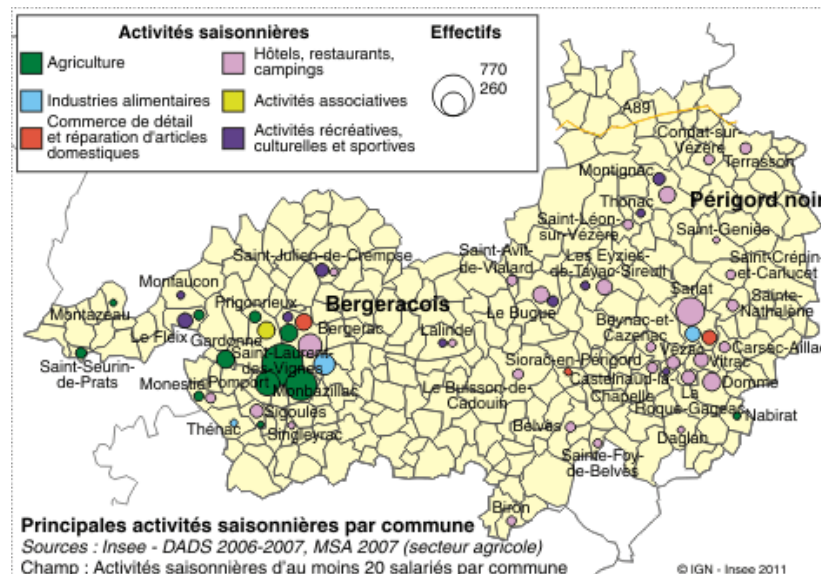 Activités saisonnières
Effectifs
Agriculture
Hôtels, restaurants,
campings
770
260
Industries alimentaires
Activités associatives
Commerce de détail
et réparation d'articles
domestiques
Activités récréatives,
culturelles et sportives
A89
Condat-sur-
Vézère
Terrasson
Montignac
Thonac
Périgord noir
Saint-Léon-
sur-Vézère
Saint-Geniès
Saint-Julien-de-Crempse
Saint-Avit-
de-Vialard
Les Eyzies-
de-Tayac-Sireuil
Saint-Crépin-
et-Carlucet
Monfaucon
Montazeau
Prigonrieux
Bergeracois
Sarlat
Sainte-
Nathalène
Le Fleix
Gardonne
Bergerac
Lalinde
Le Bugue
Beynac-et-
Cazenac
Saint-Laurent-
des-Vignes
Saint-Seurin-
de-Prats
Siorac-en-Périgord
Vézac
Carsac-Aillac
Vitrac
Monestier
Pomport
Monbazillac
Le Buisson-de-
Cadouin
Castelnaud-la-
Chapelle
La
Roque-Gageac
Domme
Sigoulès
Nabirat
Thénac
Singleyrac
Belvès
Daglan
Sainte-Foy-
de-Belvès
Biron
Principales activités saisonnières par commune
Sources : Insee - DADS 2006-2007, MSA 2007 (secteur agricole)
Champ : Activités saisonnières d'au moins 20 salariés par commune
© IGN - Insee 2011